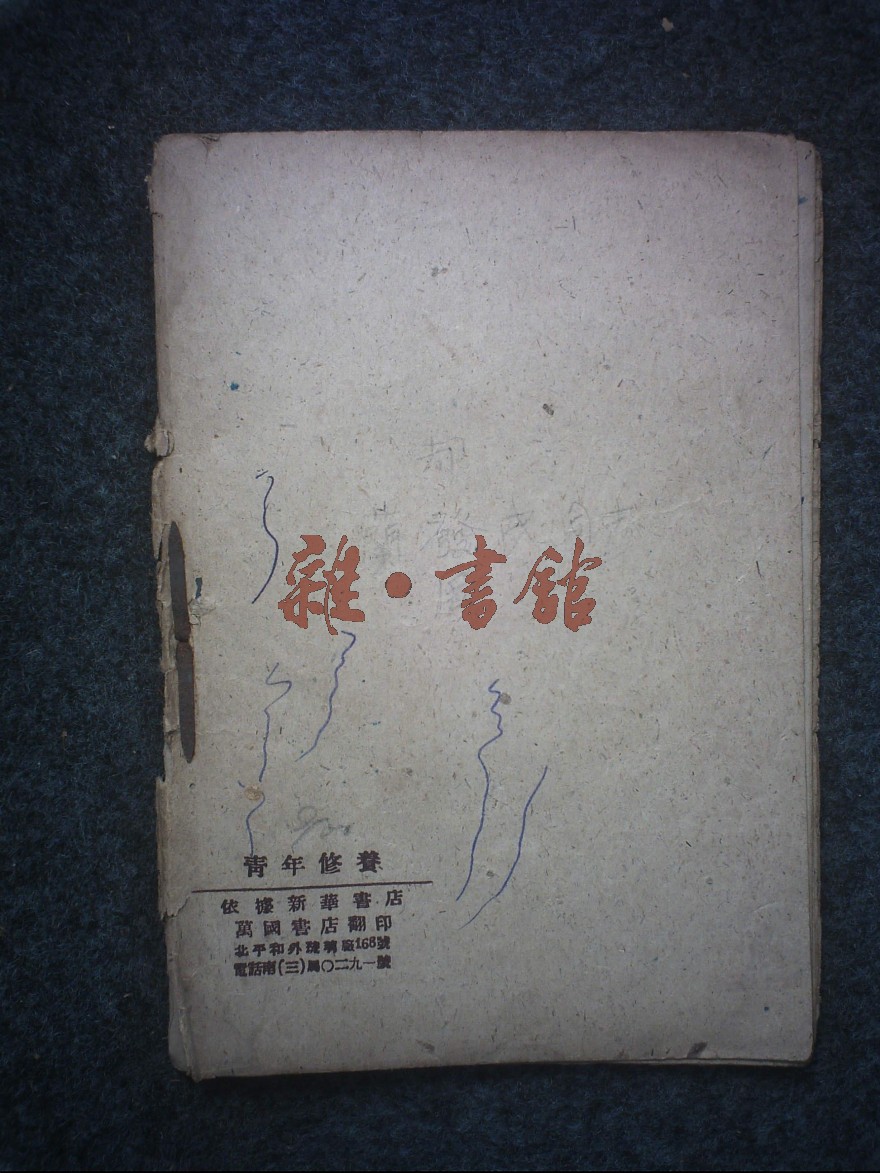 雜·書館
青年修養
依據新華書店
萬國書店翻印
北平和外琉璃廠168號
電話南(三)局〇二九一號